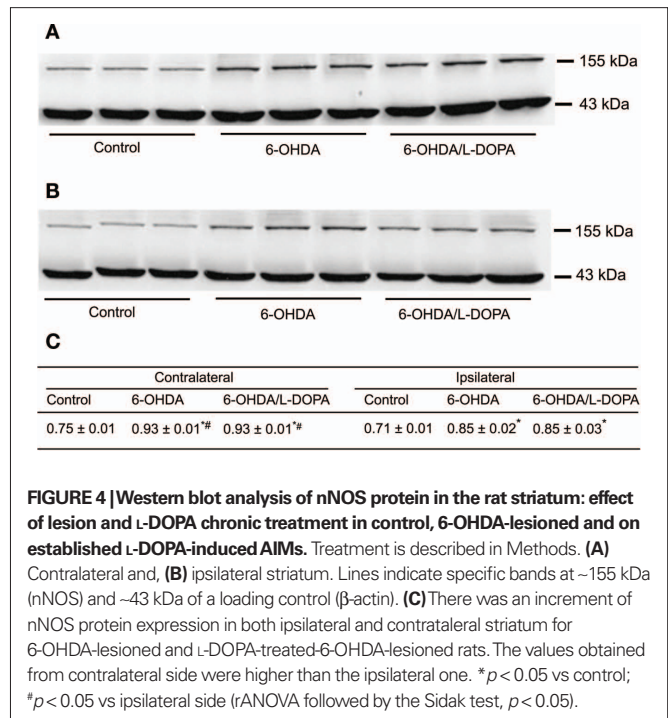 A
155 kDa
43 kDa
Control 6-OHDA 6-OHDA/L-DOPA
B
155 kDa
43 kDa
Control 6-OHDA 6-OHDA/L-DOPA
C
Contralateral Ipsilateral
Control 6-OHDA 6-OHDA/L-DOPA Control 6-OHDA 6-OHDA/L-DOPA
0.75 ± 0.01 0.93 ± 0.01*# 0.93 ± 0.01*# 0.71 ± 0.01 0.85 ± 0.02* 0.85 ± 0.03*
FIGURE 4 | Western blot analysis of nNOS protein in the rat striatum: effect
of lesion and L-DOPA chronic treatment in control, 6-OHDA-lesioned and on
established L-DOPA-induced AIMs. Treatment is described in Methods. (A)
Contralateral and, (B) ipsilateral striatum. Lines indicate specific bands at ~155 kDa
(nNOS) and ~43 kDa of a loading control (β-actin). (C) There was an increment of
nNOS protein expression in both ipsilateral and contrataleral striatum for
6-OHDA-lesioned and L-DOPA-treated-6-OHDA-lesioned rats. The values obtained
from contralateral side were higher than the ipsilateral one. *p < 0.05 vs control;
#p < 0.05 vs ipsilateral side (rANOVA followed by the Sidak test, p < 0.05).